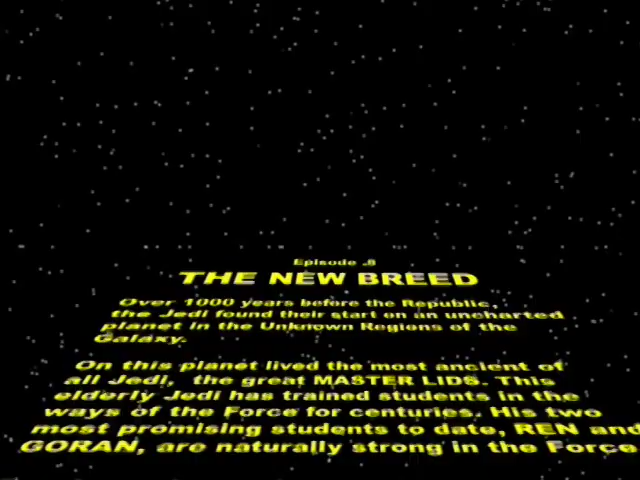 Episode .8
THE NEW BREED
Over 1000 years before the Republic,
the Jedi found their start on an uncharted
planet in the Unknown Regions of the
Galaxy.
On this planet lived the most ancient of
all Jedi, the great MASTER LIDS. This
elderly Jedi has trained students in the
ways of the Force for centuries. His two
most promising students to date, REN and
GORAN, are naturally strong in the Force